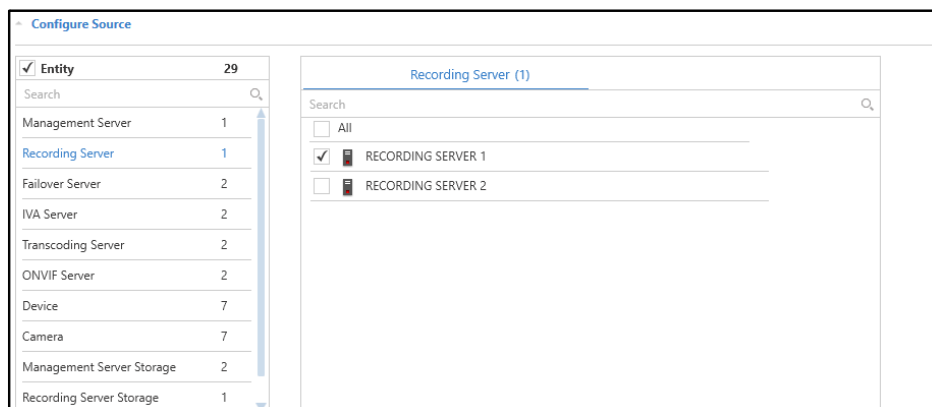 Configure Source
Entity 29
Search
Management Server 1
Recording Server 1
Failover Server 2
IVA Server 2
Transcoding Server 2
ONVIF Server 2
Device 7
Camera 7
Management Server Storage 2
Recording Server Storage 1
Recording Server (1)
Search
All
RECORDING SERVER 1
RECORDING SERVER 2